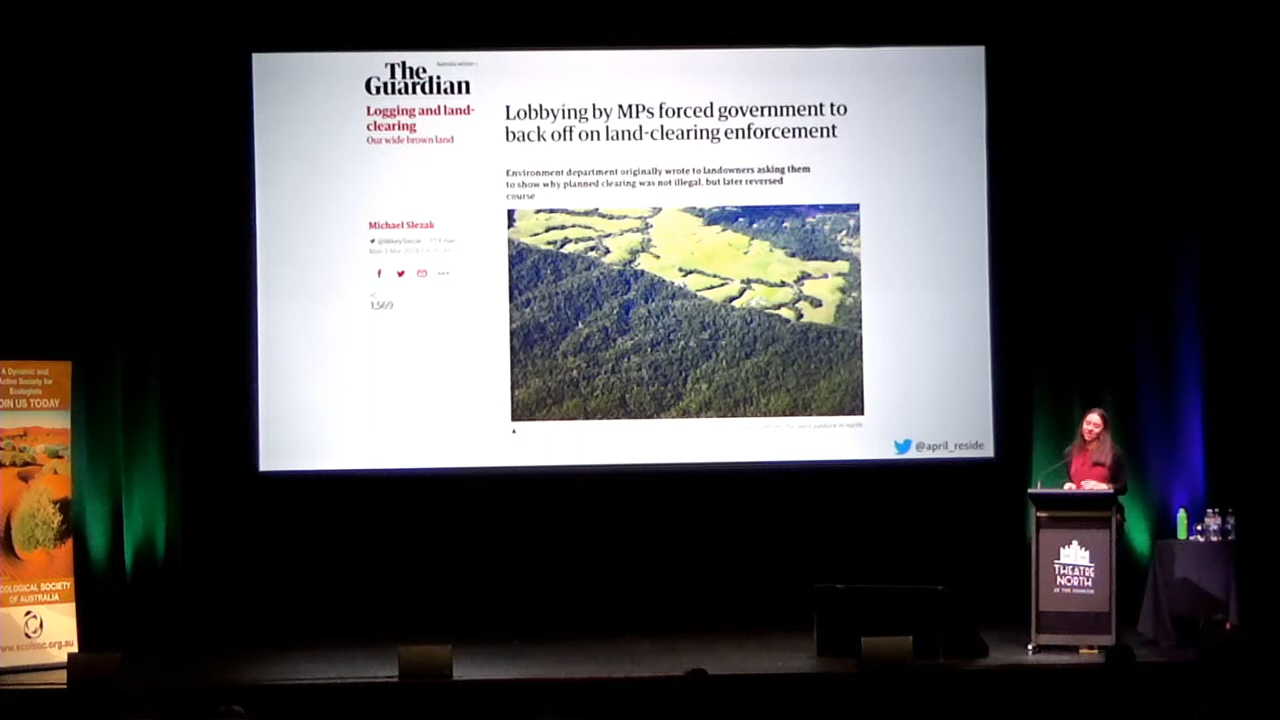 The
Guardian
Logging and land-
clearing
Our wide brown land
Lobbying by MPs forced government to
back off on land-clearing enforcement
Environment department originally wrote to landowners asking them
to show why planned clearing was not illegal, but later reversed
course
Michael Slezak
@MikeySlezak
1,569
@april_reside
A Dynamic and
Active Society for
Ecologists
JOIN US TODAY
ECOLOGICAL SOCIETY
OF AUSTRALIA
www.ecolsoc.org.au
THEATRE
NORTH